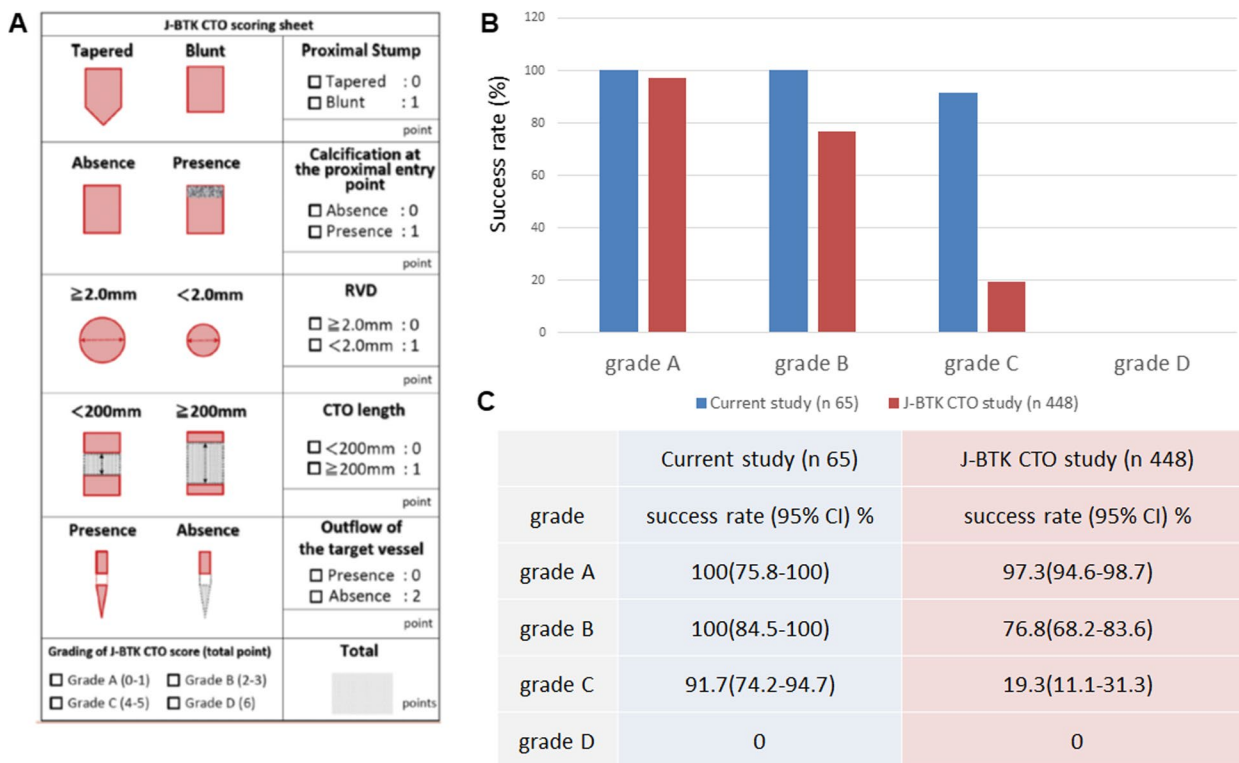 A
J-BTK CTO scoring sheet
Tapered Blunt
Proximal Stump
☐ Tapered : 0
☐ Blunt : 1
point
Absence Presence
Calcification at
the proximal entry
point
☐ Absence : 0
☐ Presence : 1
point
≧2.0mm <2.0mm
RVD
☐ ≧2.0mm : 0
☐ <2.0mm : 1
point
<200mm ≧200mm
CTO length
☐ <200mm : 0
☐ ≧200mm : 1
point
Presence Absence
Outflow of
the target vessel
☐ Presence : 0
☐ Absence : 2
point
Grading of J-BTK CTO score (total point)
☐ Grade A (0-1) ☐ Grade B (2-3)
☐ Grade C (4-5) ☐ Grade D (6)
Total
points
B
Success rate (%)
120
100
80
60
40
20
0
grade A grade B grade C grade D
Current study (n 65) J-BTK CTO study (n 448)
C
Current study (n 65) J-BTK CTO study (n 448)
grade success rate (95% CI) % success rate (95% CI) %
grade A 100(75.8-100) 97.3(94.6-98.7)
grade B 100(84.5-100) 76.8(68.2-83.6)
grade C 91.7(74.2-94.7) 19.3(11.1-31.3)
grade D 0 0